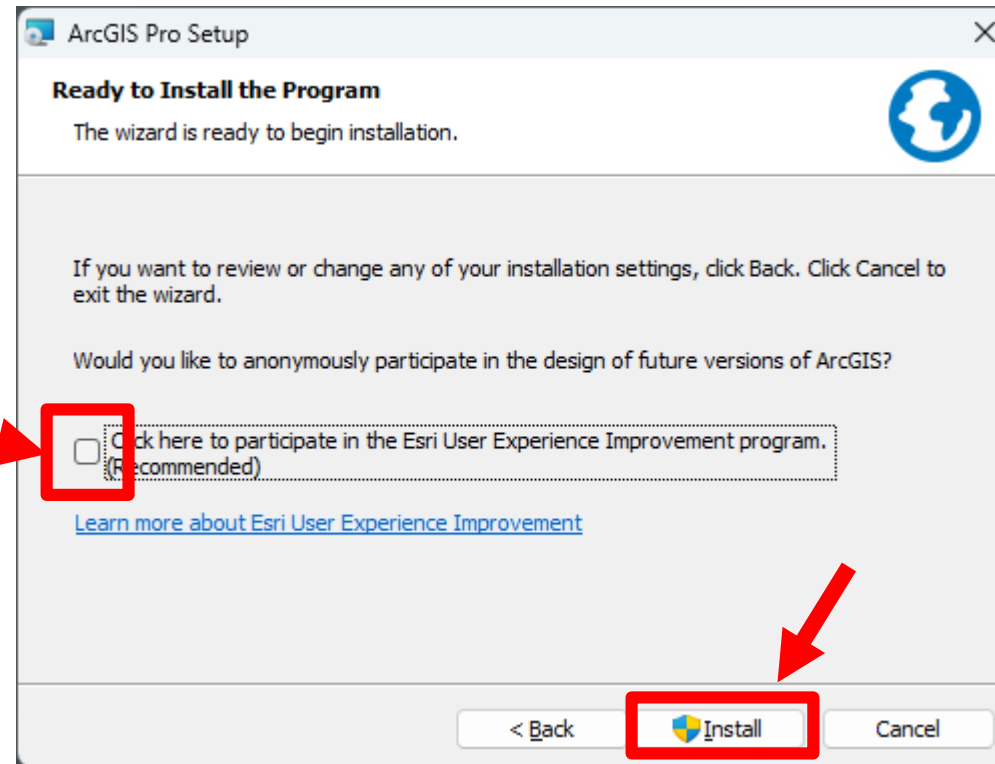 ArcGIS Pro Setup
Ready to Install the Program
The wizard is ready to begin installation.
If you want to review or change any of your installation settings, click Back. Click Cancel to
exit the wizard.
Would you like to anonymously participate in the design of future versions of ArcGIS?
Click here to participate in the Esri User Experience Improvement program.
(Recommended)
Learn more about Esri User Experience Improvement
< Back
Install
Cancel